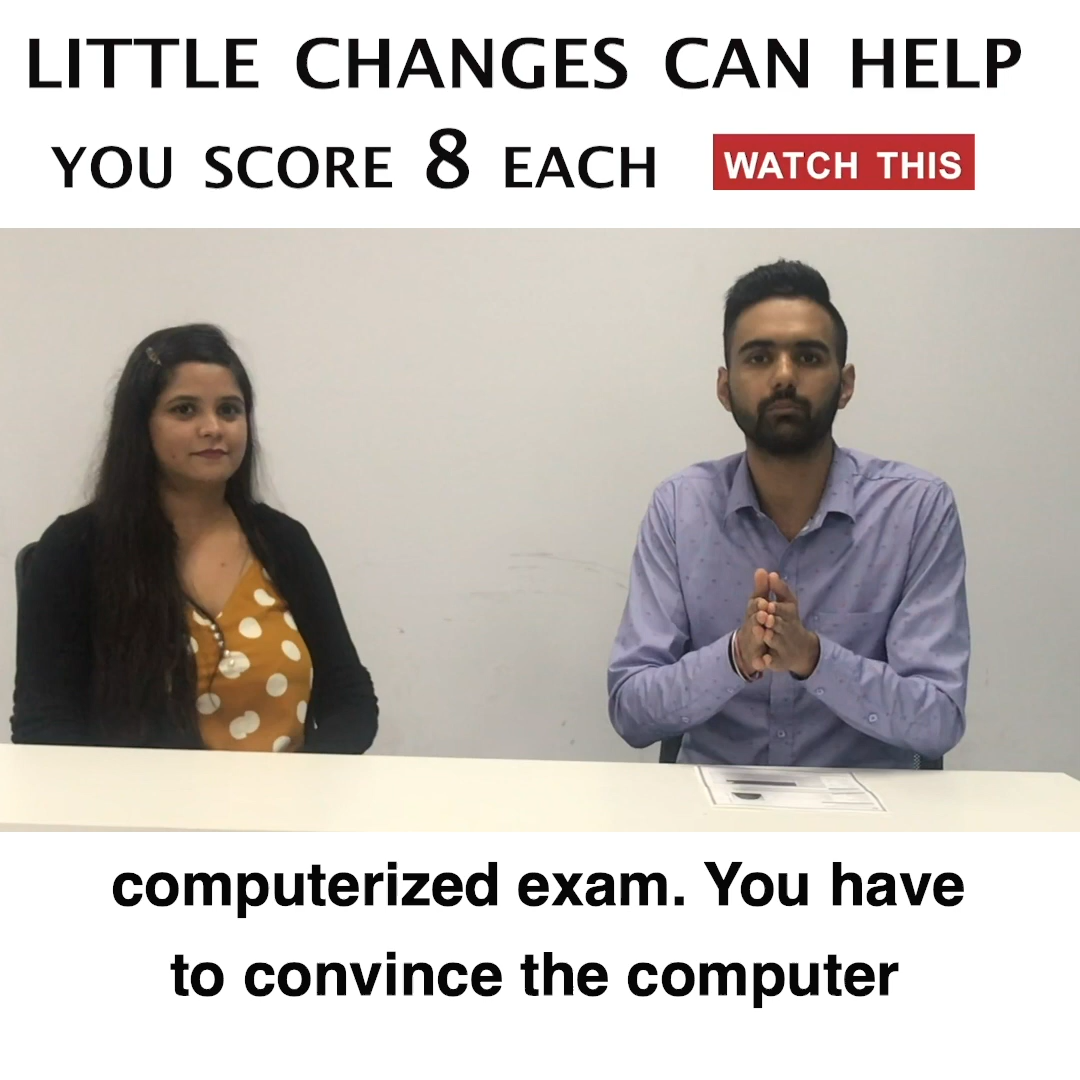 LITTLE CHANGES CAN HELP
YOU SCORE 8 EACH WATCH THIS
computerized exam. You have
to convince the computer